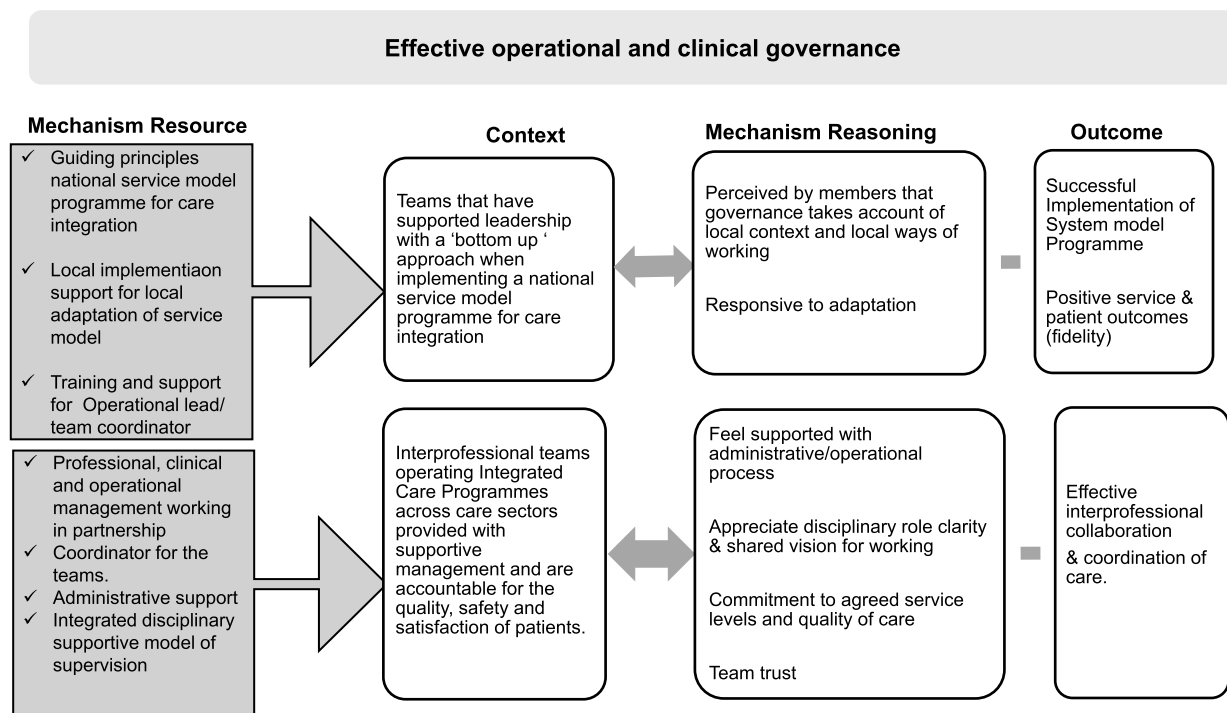 Effective operational and clinical governance
Mechanism Resource
Context
Mechanism Reasoning
Outcome
✓ Guiding principles
national service model
programme for care
integration
✓ Local implementiaon
support for local
adaptation of service
model
✓ Training and support
for Operational lead/
team coordinator
Teams that have
supported leadership
with a ‘bottom up ‘
approach when
implementing a national
service model
programme for care
integration
Perceived by members that
governance takes account of
local context and local ways of
working
Responsive to adaptation
Successful
Implementation of
System model
Programme
Positive service &
patient outcomes
(fidelity)
✓ Professional, clinical
and operational
management working
in partnership
✓ Coordinator for the
teams.
✓ Administrative support
✓ Integrated disciplinary
supportive model of
supervision
Interprofessional teams
operating Integrated
Care Programmes
across care sectors
provided with
supportive
management and are
accountable for the
quality, safety and
satisfaction of patients.
Feel supported with
administrative/operational
process
Appreciate disciplinary role clarity
& shared vision for working
Commitment to agreed service
levels and quality of care
Team trust
Effective
interprofessional
collaboration
& coordination of
care.